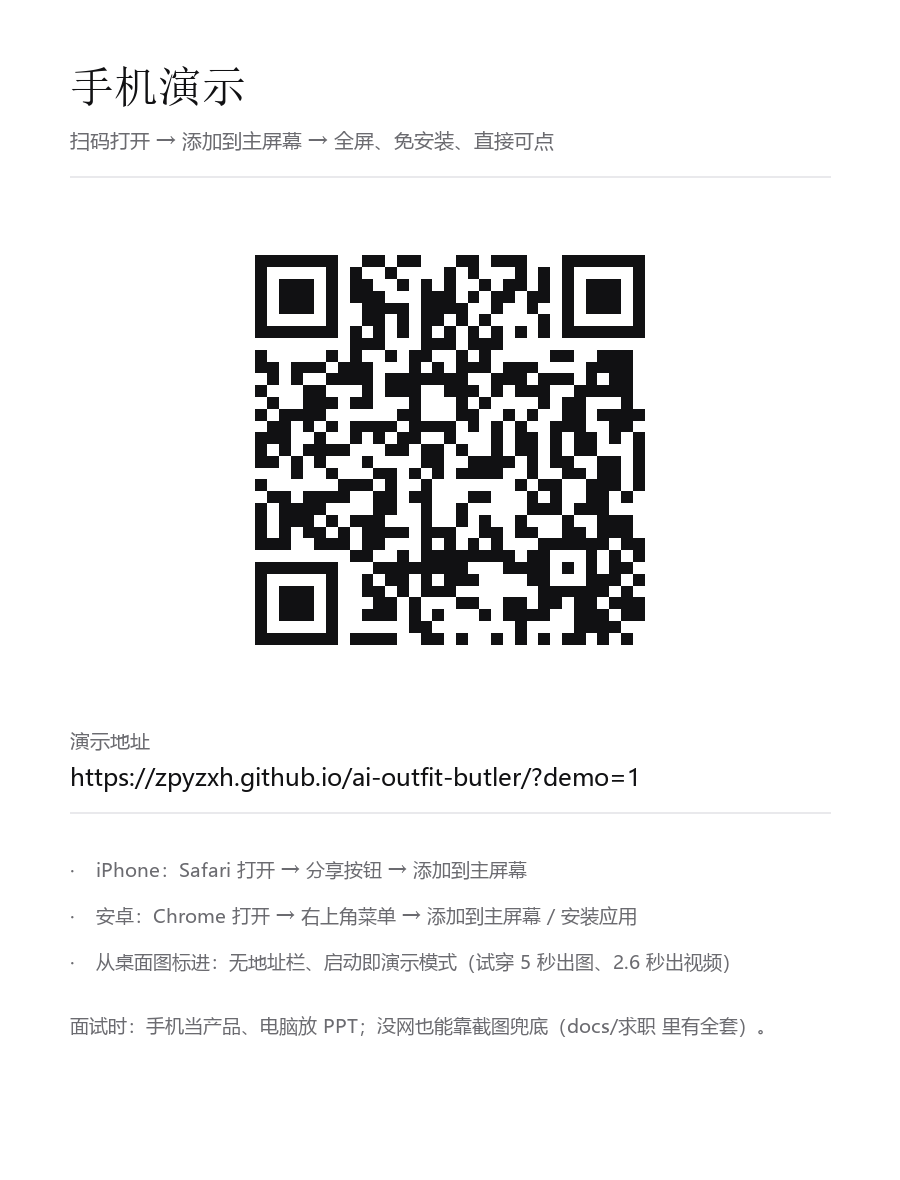 手机演示
扫码打开 → 添加到主屏幕 → 全屏、免安装、直接可点
演示地址
https://zpyzxh.github.io/ai-outfit-butler/?demo=1
· iPhone：Safari 打开 → 分享按钮 → 添加到主屏幕
· 安卓：Chrome 打开 → 右上角菜单 → 添加到主屏幕 / 安装应用
· 从桌面图标进：无地址栏、启动即演示模式（试穿 5 秒出图、2.6 秒出视频）
面试时：手机当产品、电脑放 PPT；没网也能靠截图兜底（docs/求职 里有全套）。